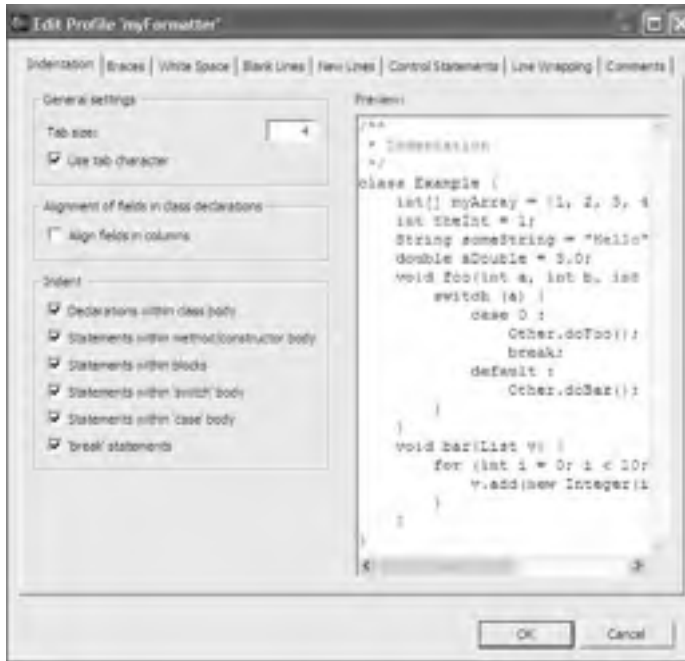 Edit Profile 'myFormatter'
Indentation Braces White Space Blank Lines New Lines Control Statements Line Wrapping Comments
General settings
Tab size: 4
Use tab character
Alignment of fields in class declarations
Align fields in columns
Indent
Declarations within class body
Statements within method/constructor body
Statements within blocks
Statements within 'switch' body
Statements within 'case' body
'break' statements
Preview:
/**
* Indentation
*/
class Example {
int[] myArray = {1, 2, 3, 4
int theInt = 1;
String someString = "Hello"
double aDouble = 3.0;
void foo(int a, int b, int
switch (a) {
case 0 :
Other.doFoo();
break;
default :
Other.doBar();
}
}
void bar(List v) {
for (int i = 0; i < 10;
v.add(new Integer(i
}
}
}
OK Cancel